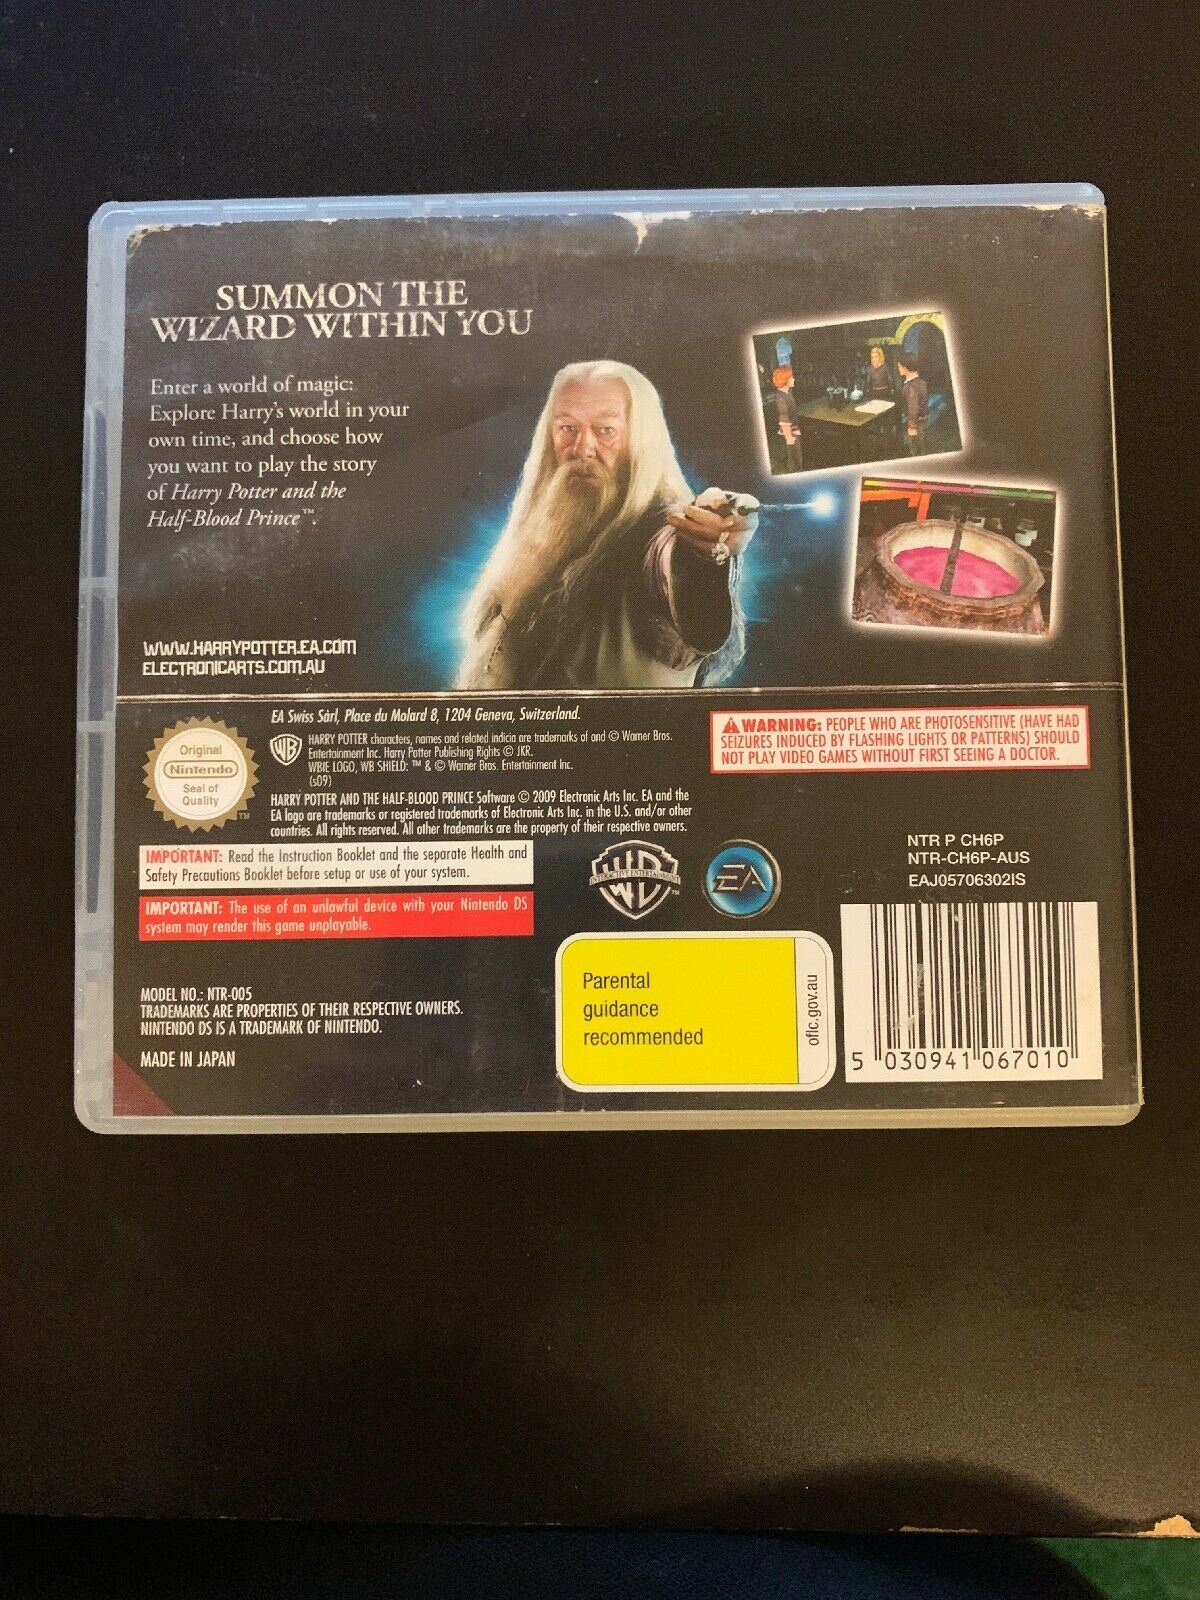 SUMMON THE
WIZARD WITHIN YOU
Enter a world of magic:
Explore Harry's world in your
own time, and choose how
you want to play the story
of Harry Potter and the
Half-Blood Prince™.
WWW.HARRYPOTTER.EA.COM
ELECTRONICARTS.COM.AU
Original
Nintendo
Seal of
Quality
TM
EA Swiss Sàrl, Place du Molard 8, 1204 Geneva, Switzerland.
WB
HARRY POTTER characters, names and related indicia are trademarks of and © Warner Bros.
Entertainment Inc. Harry Potter Publishing Rights © JKR.
WBIE LOGO, WB SHIELD: ™ & © Warner Bros. Entertainment Inc.
(s09)
HARRY POTTER AND THE HALF-BLOOD PRINCE Software © 2009 Electronic Arts Inc. EA and the
EA logo are trademarks or registered trademarks of Electronic Arts Inc. in the U.S. and/or other
countries. All rights reserved. All other trademarks are the property of their respective owners.
⚠ WARNING: PEOPLE WHO ARE PHOTOSENSITIVE (HAVE HAD
SEIZURES INDUCED BY FLASHING LIGHTS OR PATTERNS) SHOULD
NOT PLAY VIDEO GAMES WITHOUT FIRST SEEING A DOCTOR.
IMPORTANT: Read the Instruction Booklet and the separate Health and
Safety Precautions Booklet before setup or use of your system.
IMPORTANT: The use of an unlawful device with your Nintendo DS
system may render this game unplayable.
WB
INTERACTIVE ENTERTAINMENT
TM
EA
NTR P CH6P
NTR-CH6P-AUS
EAJ05706302IS
MODEL NO.: NTR-005
TRADEMARKS ARE PROPERTIES OF THEIR RESPECTIVE OWNERS.
NINTENDO DS IS A TRADEMARK OF NINTENDO.
MADE IN JAPAN
Parental
guidance
recommended
oflc.gov.au
5 030941 067010